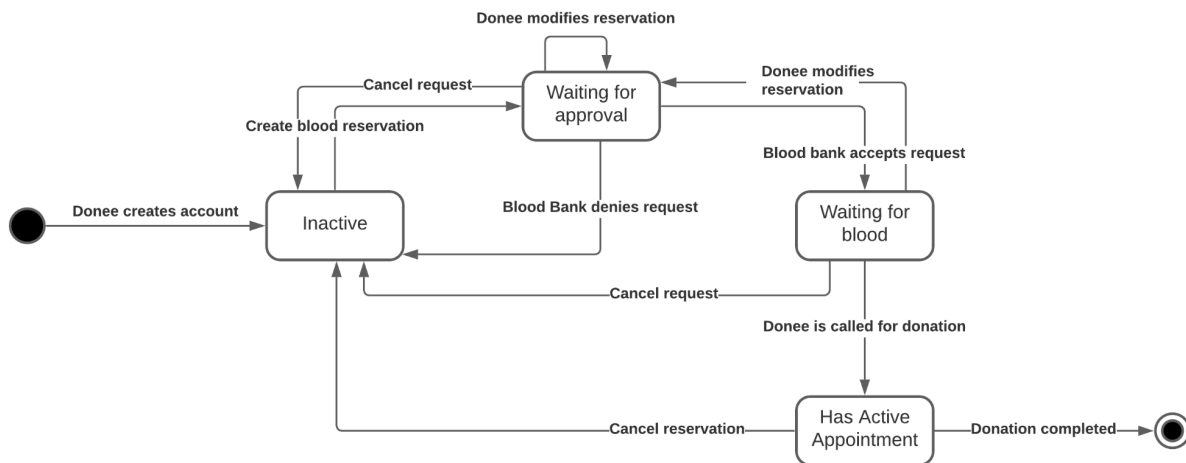 Donee modifies reservation
Cancel request
Waiting for
approval
Donee modifies
reservation
Create blood reservation
Blood bank accepts request
Donee creates account
Inactive
Blood Bank denies request
Waiting for
blood
Cancel request
Donee is called for donation
Cancel reservation
Has Active
Appointment
Donation completed